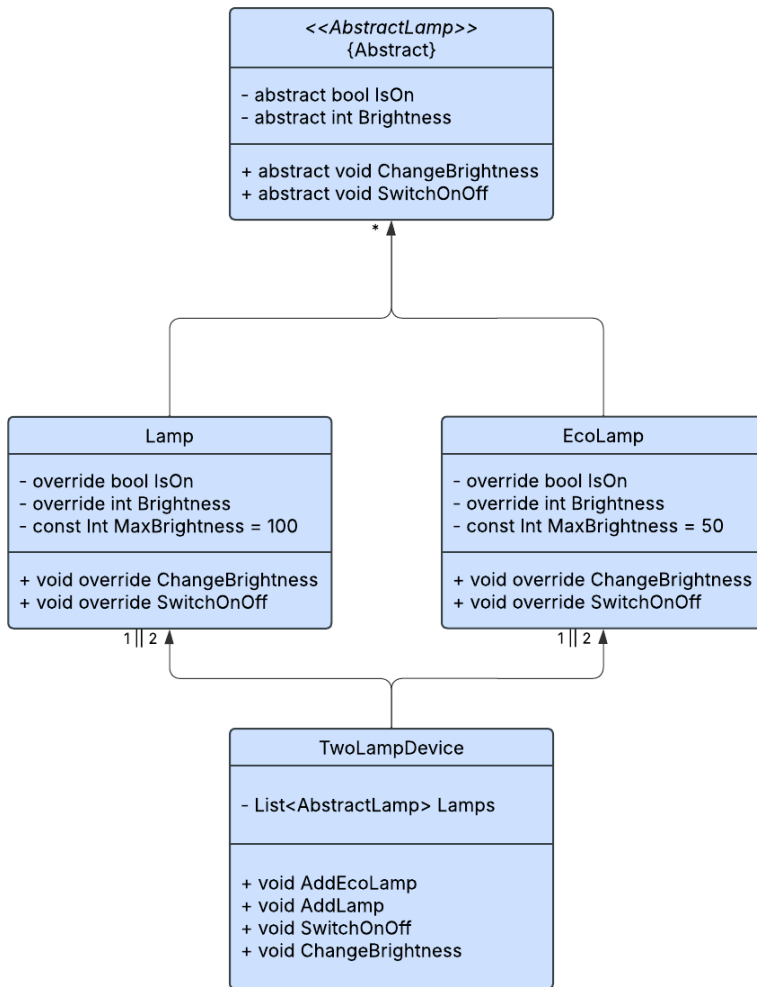 <<AbstractLamp>>
{Abstract}
- abstract bool IsOn
- abstract int Brightness
+ abstract void ChangeBrightness
+ abstract void SwitchOnOff
*
Lamp
- override bool IsOn
- override int Brightness
- const Int MaxBrightness = 100
+ void override ChangeBrightness
+ void override SwitchOnOff
1 || 2
EcoLamp
- override bool IsOn
- override int Brightness
- const Int MaxBrightness = 50
+ void override ChangeBrightness
+ void override SwitchOnOff
1 || 2
TwoLampDevice
- List<AbstractLamp> Lamps
+ void AddEcoLamp
+ void AddLamp
+ void SwitchOnOff
+ void ChangeBrightness